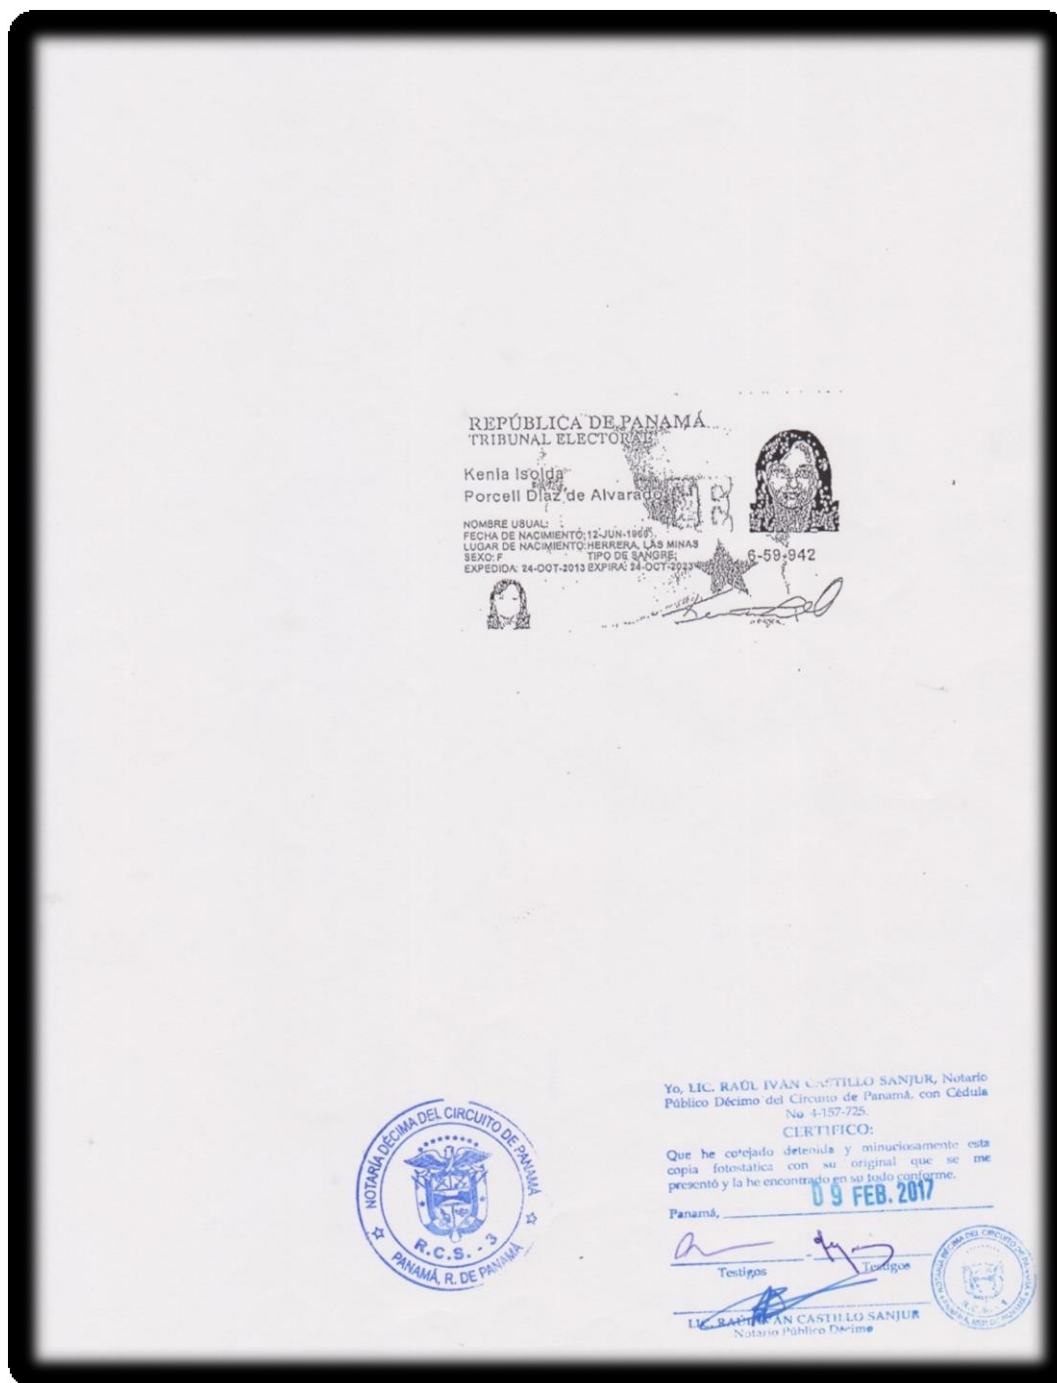 REPÚBLICA DE PANAMÁ
TRIBUNAL ELECTORAL
Kenia Isolda
Porcell Díaz de Alvarado
NOMBRE USUAL:
FECHA DE NACIMIENTO: 12-JUN-
LUGAR DE NACIMIENTO: HERRERA, LAS MINAS
SEXO: F TIPO DE SANGRE:
EXPEDIDA: 24-OCT-2013 EXPIRA: 24-OCT-2023
6-59-942
Yo, LIC. RAÚL IVÁN CASTILLO SANJUR, Notario
Público Décimo del Circuito de Panamá, con Cédula
No 4-157-725.
CERTIFICO:
Que he cotejado detenida y minuciosamente esta
copia fotostática con su original que se me
presentó y la he encontrado en su todo conforme.
09 FEB. 2017
Panamá,
Testigos Testigos
LIC. RAÚL IVÁN CASTILLO SANJUR
Notario Público Décimo
NOTARÍA DÉCIMA DEL CIRCUITO DE PANAMÁ
R.C.S. - 3
PANAMÁ, R. DE PANAMÁ